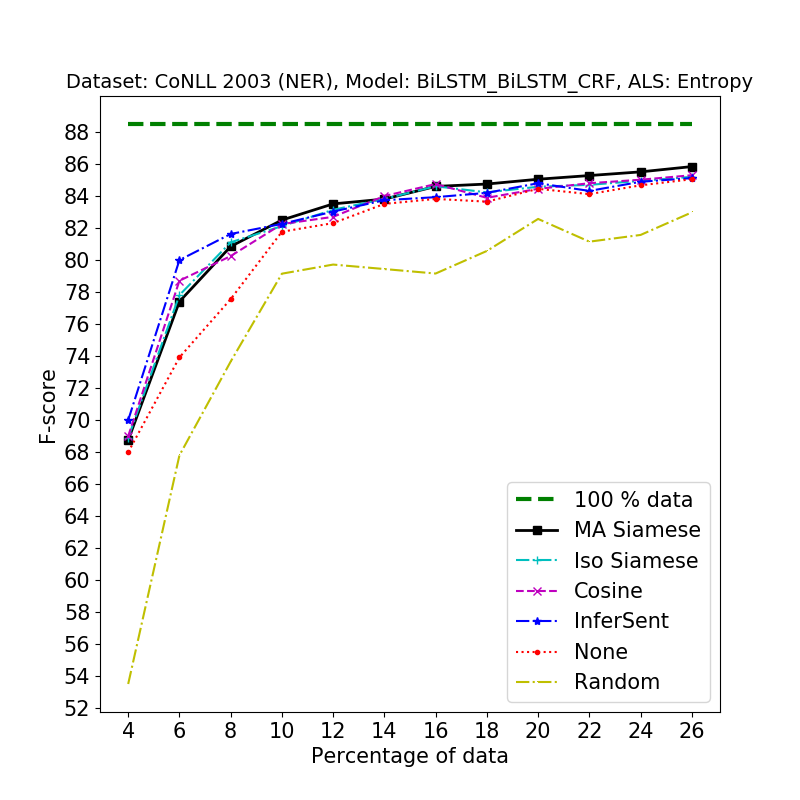 Dataset: CoNLL 2003 (NER), Model: BiLSTM_BiLSTM_CRF, ALS: Entropy
88
86
84
82
80
78
76
74
72
70
68
66
64
62
60
58
56
54
52
F-score
100 % data
MA Siamese
Iso Siamese
Cosine
InferSent
None
Random
4 6 8 10 12 14 16 18 20 22 24 26
Percentage of data